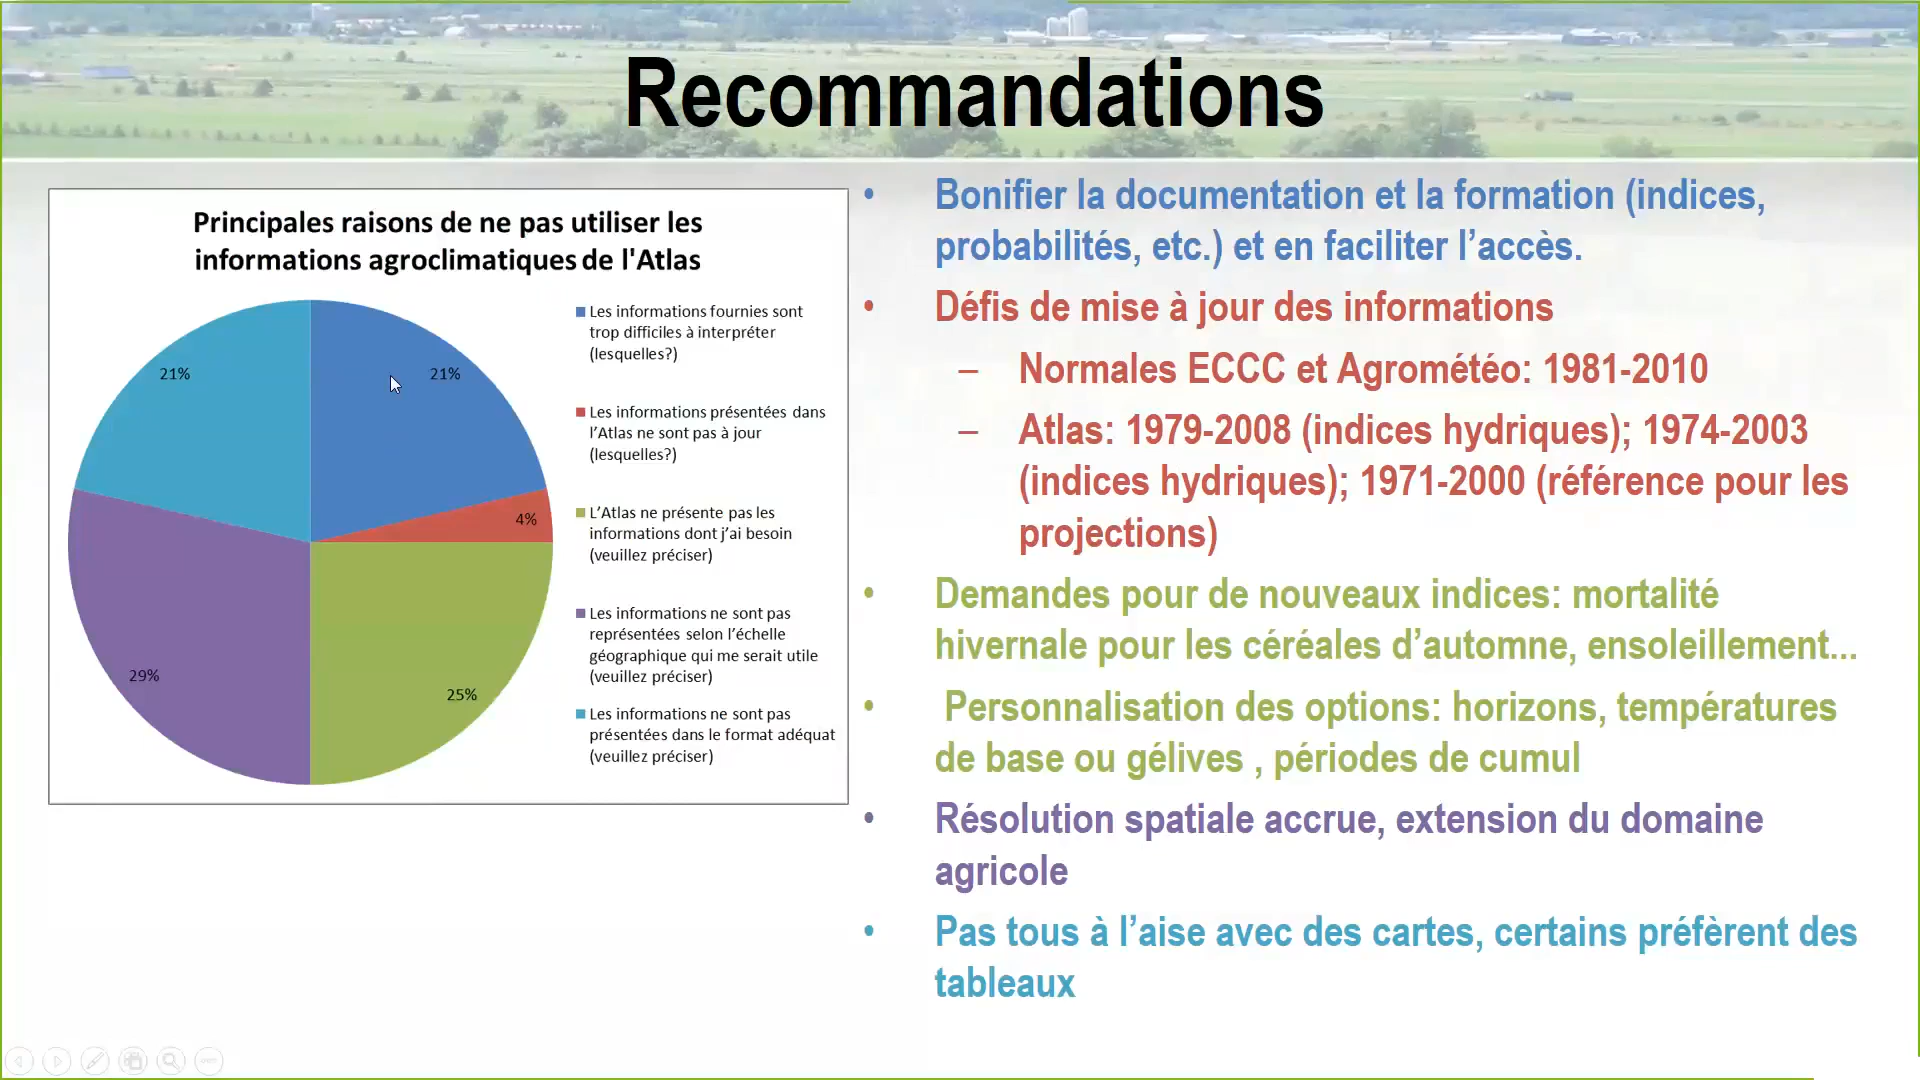 Recommandations
Principales raisons de ne pas utiliser les
informations agroclimatiques de l'Atlas
21%
21%
4%
29%
25%
Les informations fournies sont
trop difficiles à interpréter
(lesquelles?)
Les informations présentées dans
l’Atlas ne sont pas à jour
(lesquelles?)
L’Atlas ne présente pas les
informations dont j’ai besoin
(veuillez préciser)
Les informations ne sont pas
représentées selon l’échelle
géographique qui me serait utile
(veuillez préciser)
Les informations ne sont pas
présentées dans le format adéquat
(veuillez préciser)
• Bonifier la documentation et la formation (indices,
probabilités, etc.) et en faciliter l’accès.
• Défis de mise à jour des informations
– Normales ECCC et Agrométéo: 1981-2010
– Atlas: 1979-2008 (indices hydriques); 1974-2003
(indices hydriques); 1971-2000 (référence pour les
projections)
• Demandes pour de nouveaux indices: mortalité
hivernale pour les céréales d’automne, ensoleillement...
• Personnalisation des options: horizons, températures
de base ou gélives , périodes de cumul
• Résolution spatiale accrue, extension du domaine
agricole
• Pas tous à l’aise avec des cartes, certains préfèrent des
tableaux